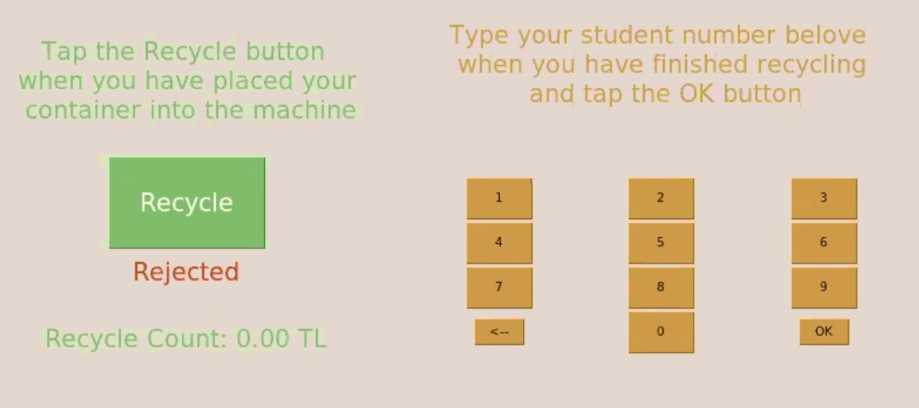 Tap the Recycle button
when you have placed your
container into the machine
Recycle
Rejected
Recycle Count: 0.00 TL
Type your student number belove
when you have finished recycling
and tap the OK button
1 2 3
4 5 6
7 8 9
<-- 0 OK